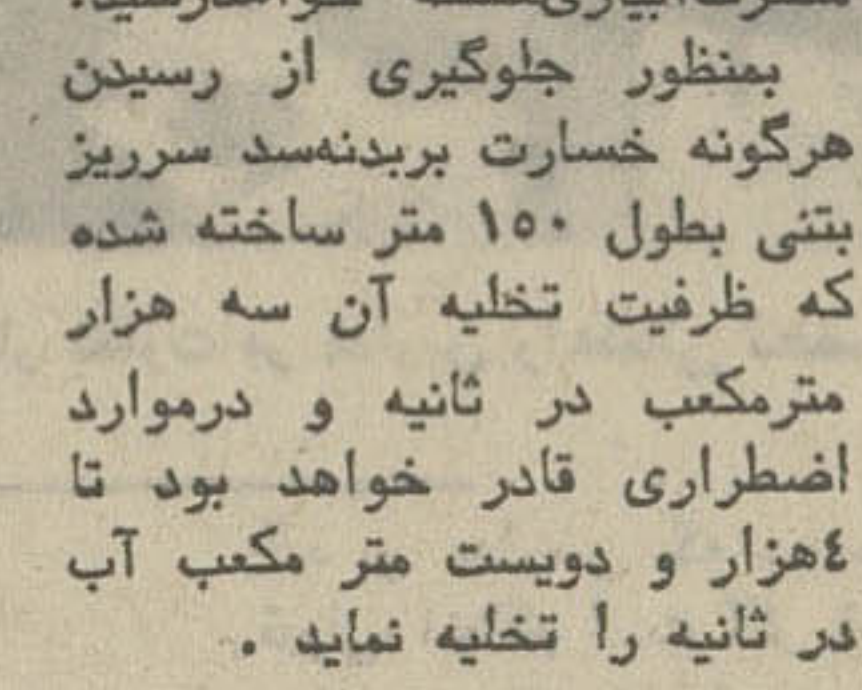 بمنظور جلوگیری از رسیدن
هرگونه خسارت بربدنه‌سد سرریز
بتنی بطول ۱۵۰ متر ساخته شده
که ظرفیت تخلیه آن سه هزار
مترمکعب در ثانیه و درموارد
اضطراری قادر خواهد بود تا
٤هزار و دویست متر مکعب آب
در ثانیه را تخلیه نماید .